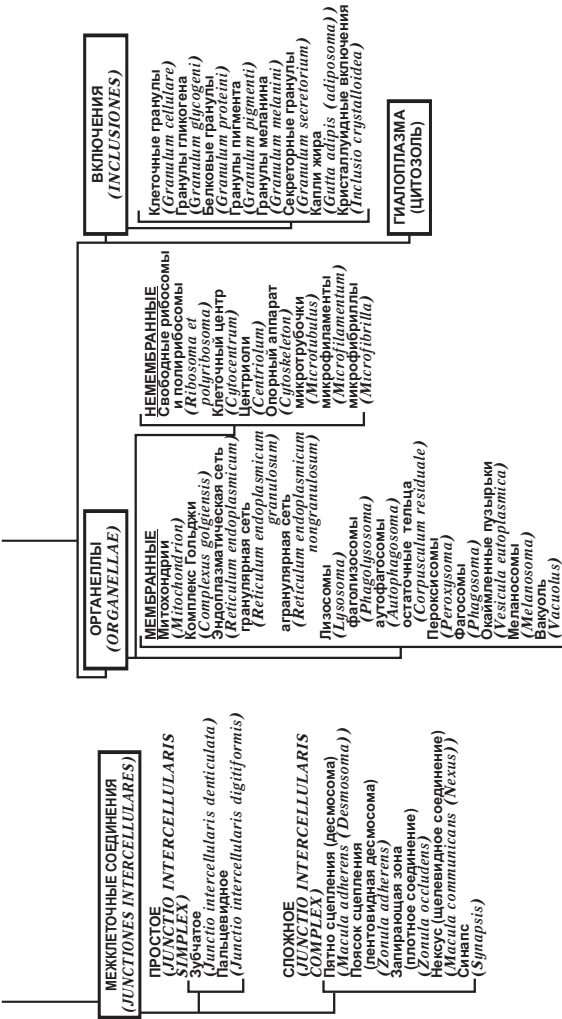 МЕЖКЛЕТОЧНЫЕ СОЕДИНЕНИЯ
(JUNCTIONES INTERCELLULARES)
ПРОСТОЕ
(JUNCTIO INTERCELLULARIS
SIMPLEX)
Зубчатое
(Junctio intercellularis denticulata)
Пальцевидное
(Junctio intercellularis digitiformis)
СЛОЖНОЕ
(JUNCTIO INTERCELLULARIS
COMPLEX)
Пятно сцепления (десмосома)
(Macula adherens (Desmosoma))
Поясок сцепления
(лентовидная десмосома)
(Zonula adherens)
Запирающая зона
(плотное соединение)
(Zonula occludens)
Нексус (щелевидное соединение)
(Macula communicans (Nexus))
Синапс
(Synapsis)
ОРГАНЕЛЛЫ
(ORGANELLAE)
МЕМБРАННЫЕ
Митохондрии
(Mitochondrion)
Комплекс Гольджи
(Complexus golgiensis)
Эндоплазматическая сеть
(Reticulum endoplasmicum)
гранулярная сеть
(Reticulum endoplasmicum
granulosum)
агранулярная сеть
(Reticulum endoplasmicum
nongranulosum)
Лизосомы
(Lysosoma)
фаголизосомы
(Phagolysosoma)
аутофагосомы
(Autophagosoma)
остаточные тельца
(Corpusculum residuale)
Пероксисомы
(Peroxysoma)
Фагосомы
(Phagosoma)
Окаймленные пузырьки
(Vesicula eutoplasmica)
Меланосомы
(Melanosoma)
Вакуоль
(Vacuolus)
НЕМЕМБРАННЫЕ
Свободные рибосомы
и полирибосомы
(Ribosoma et
polyribosoma)
Клеточный центр
(Cytocentrum)
Центриоли
(Centriolum)
Опорный аппарат
(Cytoskeleton)
микротрубочки
(Microtubulus)
микрофиламенты
(Microfilamentum)
микрофибриллы
(Microfibrilla)
ВКЛЮЧЕНИЯ
(INCLUSIONES)
Клеточные гранулы
(Granulum cellulare)
Гранулы гликогена
(Granulum glycogeni)
Белковые гранулы
(Granulum proteini)
Гранулы пигмента
(Granulum pigmenti)
Гранулы меланина
(Granulum melanini)
Секреторные гранулы
(Granulum secretorium)
Капли жира
(Gutta adipis (adiposoma))
Кристаллуидные включения
(Inclusio crystalloidea)
ГИАЛОПЛАЗМА
(ЦИТОЗОЛЬ)